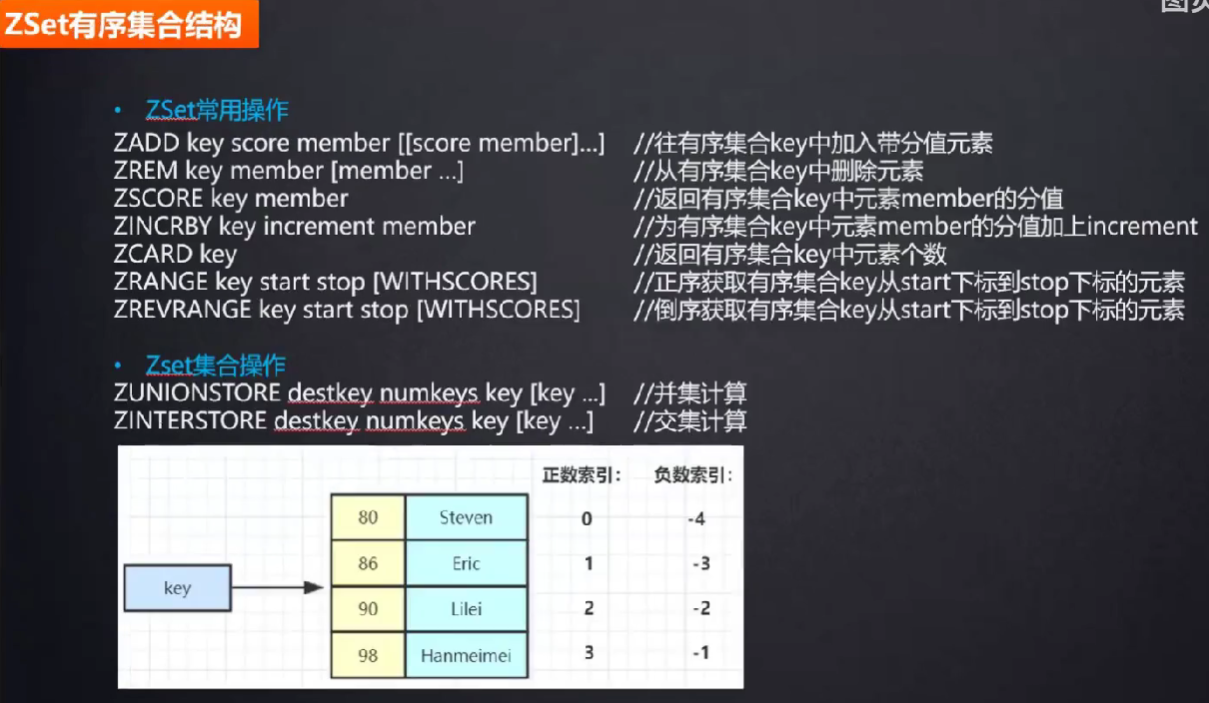 ZSet有序集合结构
• ZSet常用操作
ZADD key score member [[score member]...] //往有序集合key中加入带分值元素
ZREM key member [member ...] //从有序集合key中删除元素
ZSCORE key member //返回有序集合key中元素member的分值
ZINCRBY key increment member //为有序集合key中元素member的分值加上increment
ZCARD key //返回有序集合key中元素个数
ZRANGE key start stop [WITHSCORES] //正序获取有序集合key从start下标到stop下标的元素
ZREVRANGE key start stop [WITHSCORES] //倒序获取有序集合key从start下标到stop下标的元素
• Zset集合操作
ZUNIONSTORE destkey numkeys key [key ...] //并集计算
ZINTERSTORE destkey numkeys key [key ...] //交集计算
正数索引： 负数索引：
80 Steven 0 -4
86 Eric 1 -3
key
90 Lilei 2 -2
98 Hanmeimei 3 -1